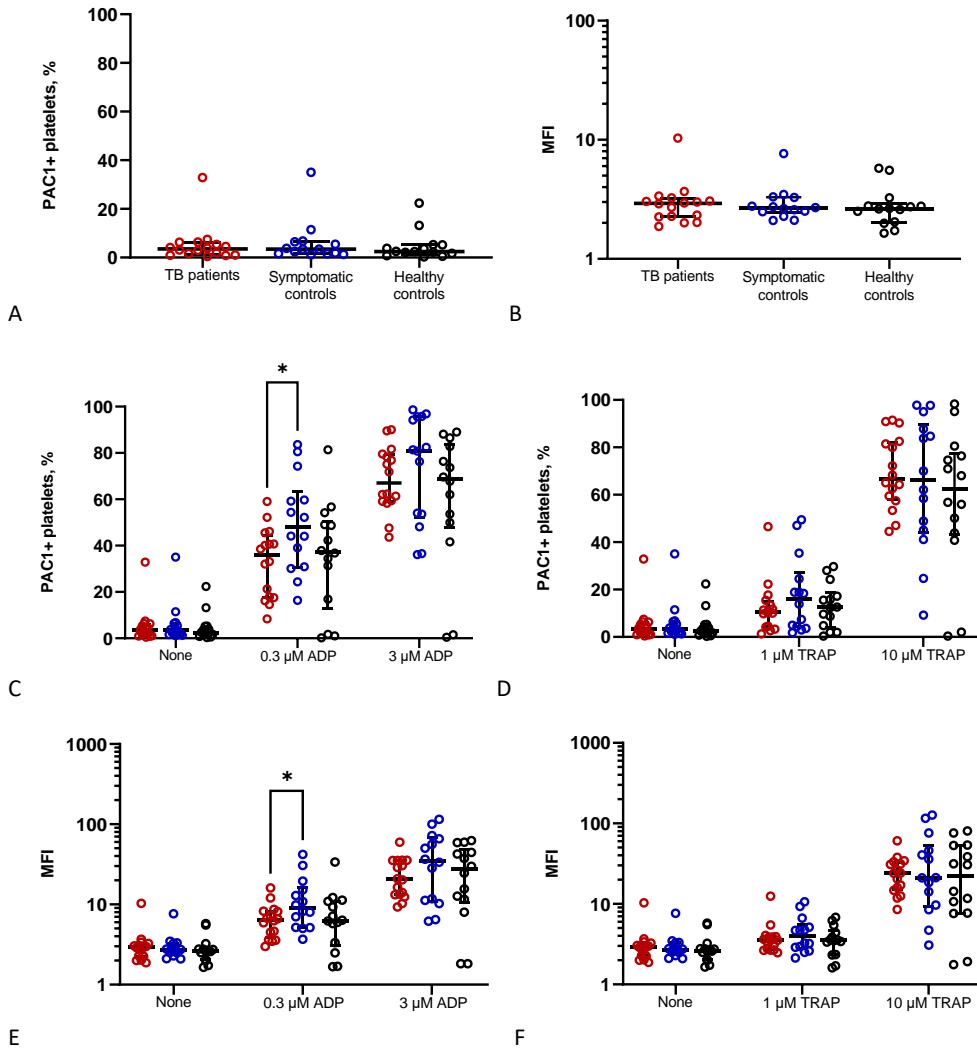 100
80
60
40
20
0
PAC1+ platelets, %
TB patients
Symptomatic
controls
Healthy
controls
A
100
10
1
MFI
TB patients
Symptomatic
controls
Healthy
controls
B
100
80
60
40
20
0
PAC1+ platelets, %
*
None
0.3 µM ADP
3 µM ADP
C
100
80
60
40
20
0
PAC1+ platelets, %
None
1 µM TRAP
10 µM TRAP
D
1000
100
10
1
MFI
*
None
0.3 µM ADP
3 µM ADP
E
1000
100
10
1
MFI
None
1 µM TRAP
10 µM TRAP
F